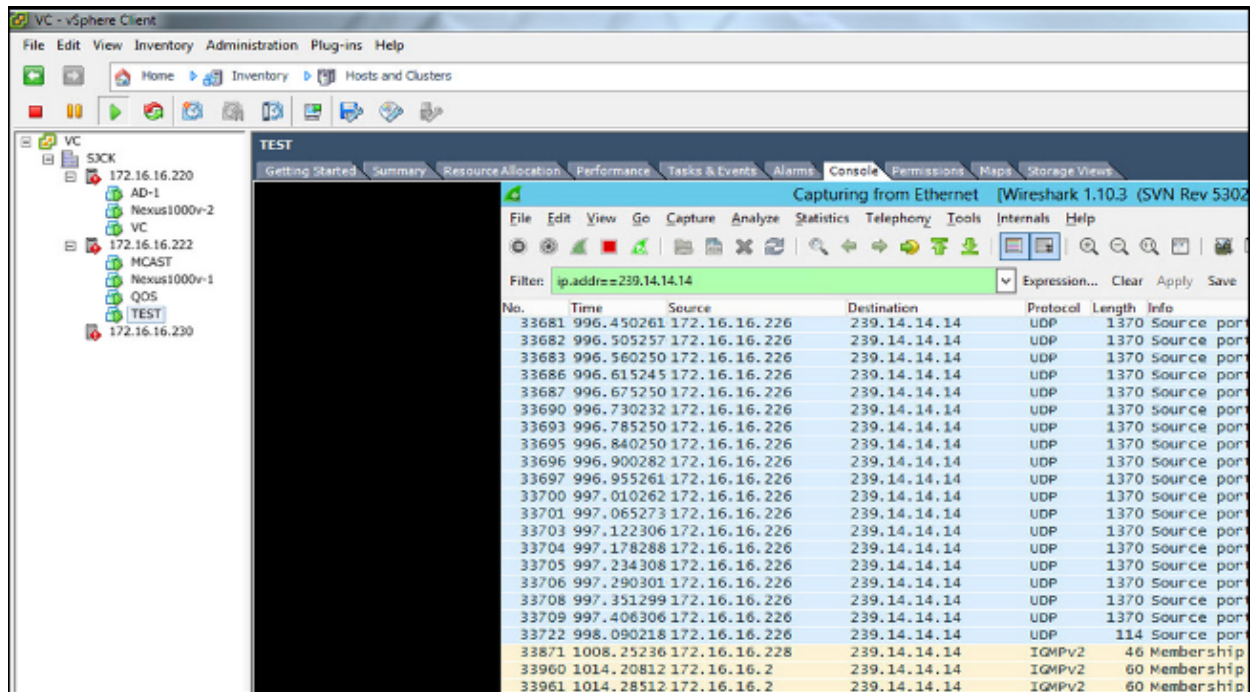 VC - vSphere Client
File Edit View Inventory Administration Plug-ins Help
Home Inventory Hosts and Clusters
VC
SJCK
172.16.16.220
AD-1
Nexus1000v-2
VC
172.16.16.222
MCAST
Nexus1000v-1
QOS
TEST
172.16.16.230
TEST
Getting Started Summary Resource Allocation Performance Tasks & Events Alarms Console Permissions Maps Storage Views
Capturing from Ethernet [Wireshark 1.10.3 (SVN Rev 5302
File Edit View Go Capture Analyze Statistics Telephony Tools Internals Help
Filter: ip.addr==239.14.14.14 Expression... Clear Apply Save
No. Time Source Destination Protocol Length Info
33681 996.450261 172.16.16.226 239.14.14.14 UDP 1370 Source port
33682 996.505257 172.16.16.226 239.14.14.14 UDP 1370 Source port
33683 996.560250 172.16.16.226 239.14.14.14 UDP 1370 Source port
33686 996.615245 172.16.16.226 239.14.14.14 UDP 1370 Source port
33687 996.675250 172.16.16.226 239.14.14.14 UDP 1370 Source port
33690 996.730232 172.16.16.226 239.14.14.14 UDP 1370 Source port
33693 996.785250 172.16.16.226 239.14.14.14 UDP 1370 Source port
33695 996.840250 172.16.16.226 239.14.14.14 UDP 1370 Source port
33696 996.900282 172.16.16.226 239.14.14.14 UDP 1370 Source port
33697 996.955261 172.16.16.226 239.14.14.14 UDP 1370 Source port
33700 997.010262 172.16.16.226 239.14.14.14 UDP 1370 Source port
33701 997.065273 172.16.16.226 239.14.14.14 UDP 1370 Source port
33703 997.122306 172.16.16.226 239.14.14.14 UDP 1370 Source port
33704 997.178288 172.16.16.226 239.14.14.14 UDP 1370 Source port
33705 997.234308 172.16.16.226 239.14.14.14 UDP 1370 Source port
33706 997.290301 172.16.16.226 239.14.14.14 UDP 1370 Source port
33708 997.351299 172.16.16.226 239.14.14.14 UDP 1370 Source port
33709 997.406306 172.16.16.226 239.14.14.14 UDP 1370 Source port
33722 998.090218 172.16.16.226 239.14.14.14 UDP 114 Source port
33871 1008.25236 172.16.16.228 239.14.14.14 IGMPv2 46 Membership
33960 1014.20812 172.16.16.2 239.14.14.14 IGMPv2 60 Membership
33961 1014.28512 172.16.16.2 239.14.14.14 IGMPv2 60 Membership